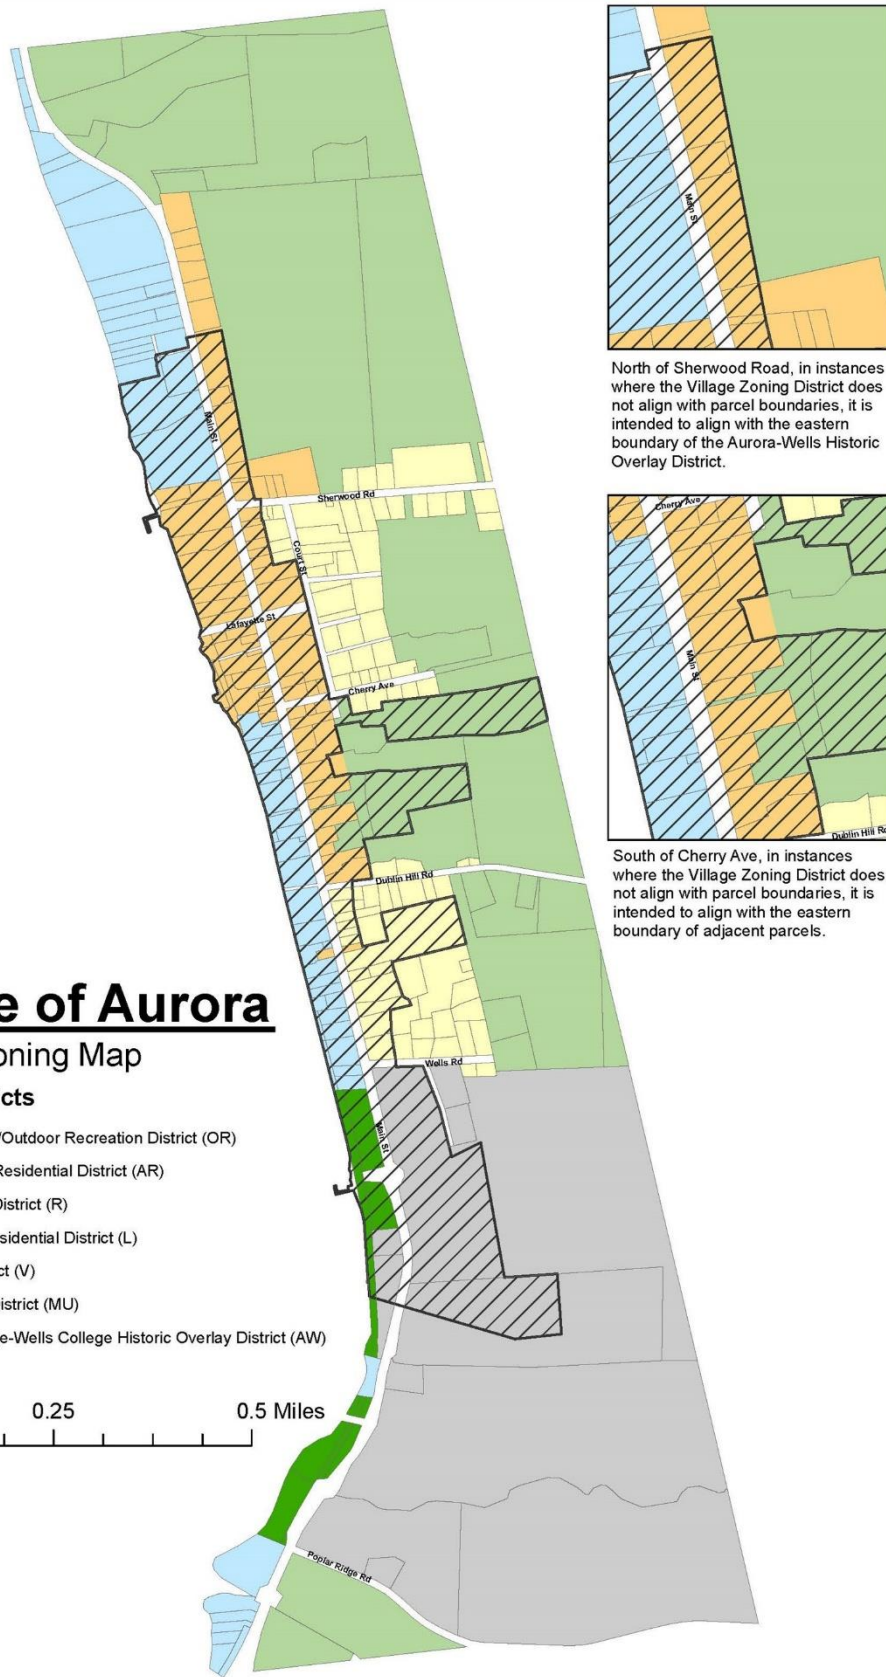 e of Aurora
oning Map
cts
/Outdoor Recreation District (OR)
Residential District (AR)
District (R)
sidential District (L)
ct (V)
istrict (MU)
e-Wells College Historic Overlay District (AW)
0.25 0.5 Miles
Main St
Sherwood Rd
Court St
Lafayette St
Cherry Ave
Dublin Hill Rd
Wells Rd
Main St
Poplar Ridge Rd
Main St
North of Sherwood Road, in instances
where the Village Zoning District does
not align with parcel boundaries, it is
intended to align with the eastern
boundary of the Aurora-Wells Historic
Overlay District.
Cherry Ave
Main St
Dublin Hill Rd
South of Cherry Ave, in instances
where the Village Zoning District does
not align with parcel boundaries, it is
intended to align with the eastern
boundary of adjacent parcels.